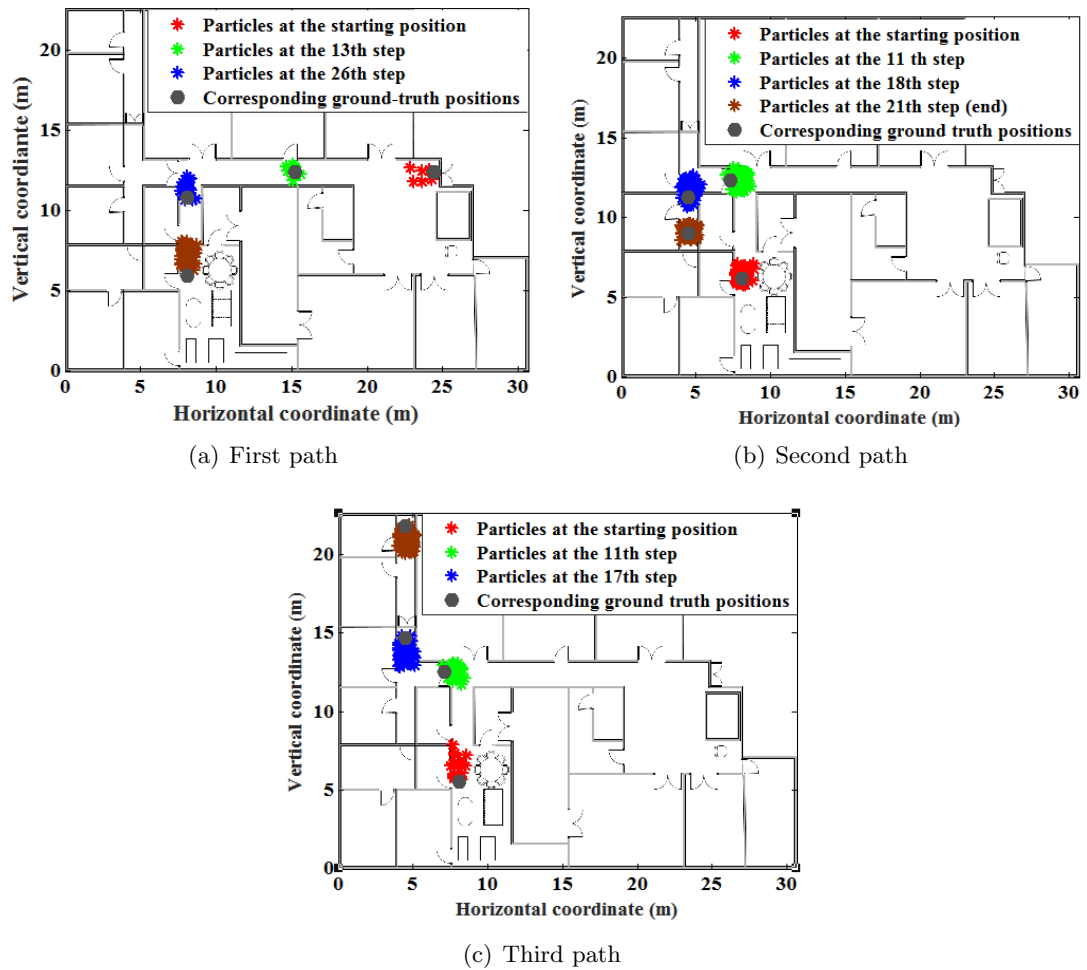 Particles at the starting position
Particles at the 13th step
Particles at the 26th step
Corresponding ground-truth positions
Vertical coordiante (m)
20
15
10
5
0
0 5 10 15 20 25 30
Horizontal coordinate (m)
(a) First path
Particles at the starting position
Particles at the 11 th step
Particles at the 18th step
Particles at the 21th step (end)
Corresponding ground truth positions
Vertical coordinate (m)
20
15
10
5
0
0 5 10 15 20 25 30
Horizontal coordinate (m)
(b) Second path
Particles at the starting position
Particles at the 11th step
Particles at the 17th step
Corresponding ground truth positions
Vertical coordinate (m)
20
15
10
5
0
0 5 10 15 20 25 30
Horizontal coordinate (m)
(c) Third path